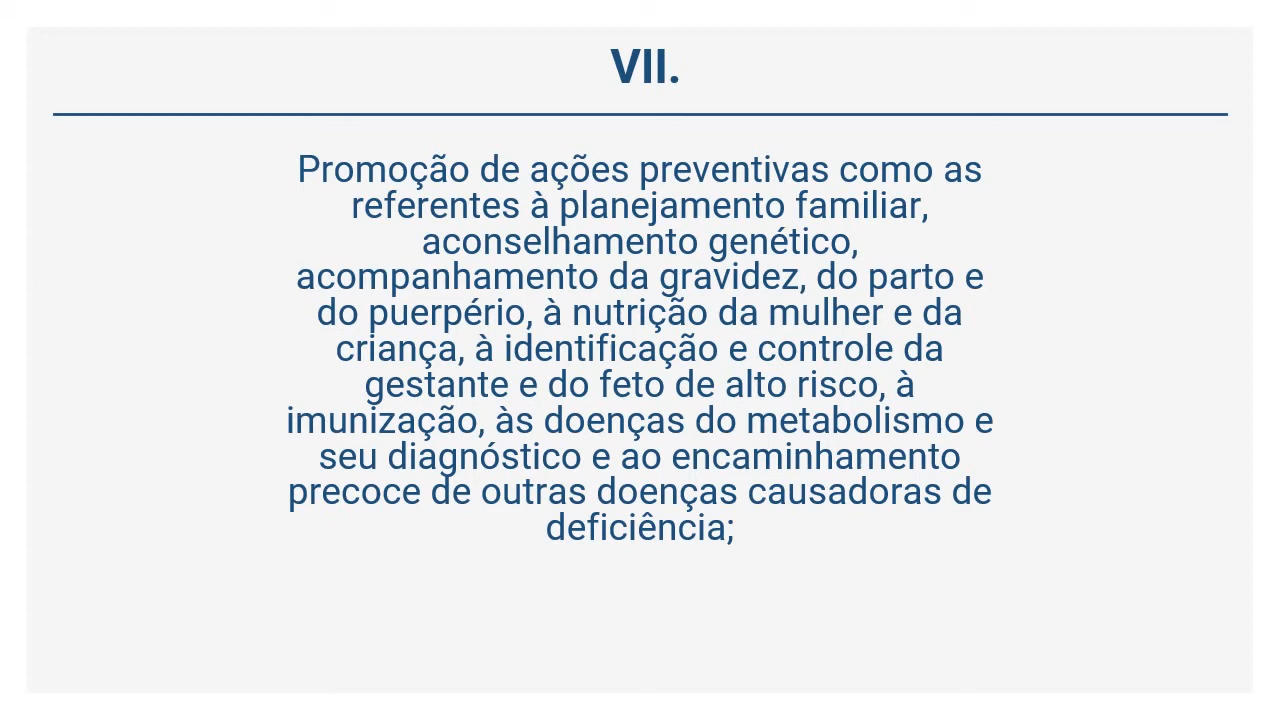 VII.
Promoção de ações preventivas como as
referentes à planejamento familiar,
aconselhamento genético,
acompanhamento da gravidez, do parto e
do puerpério, à nutrição da mulher e da
criança, à identificação e controle da
gestante e do feto de alto risco, à
imunização, às doenças do metabolismo e
seu diagnóstico e ao encaminhamento
precoce de outras doenças causadoras de
deficiência;